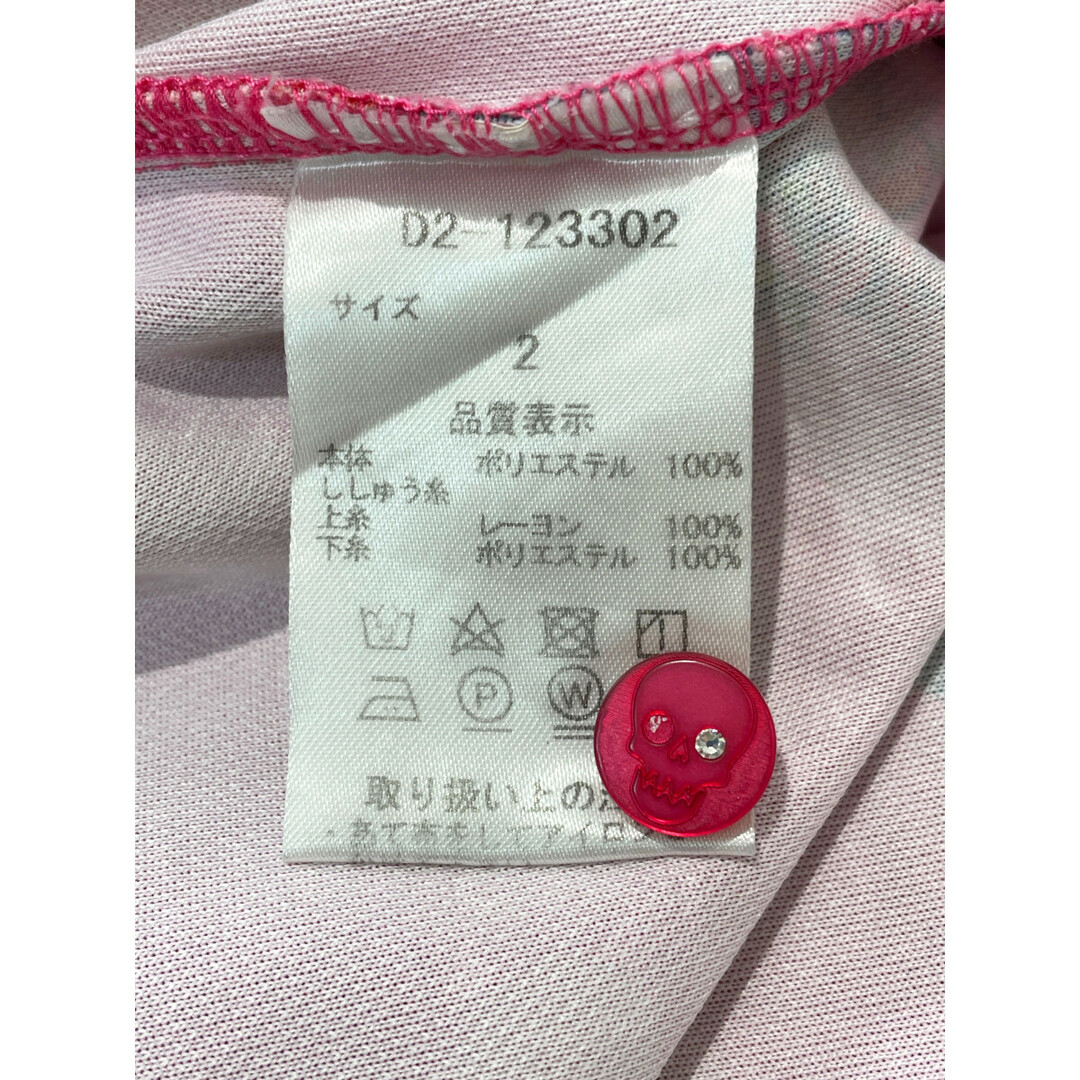 D2-123302
サイズ
2
品質表示
本体 ポリエステル 100%
ししゅう糸
上糸 レーヨン 100%
下糸 ポリエステル 100%
P W
取り扱い上の